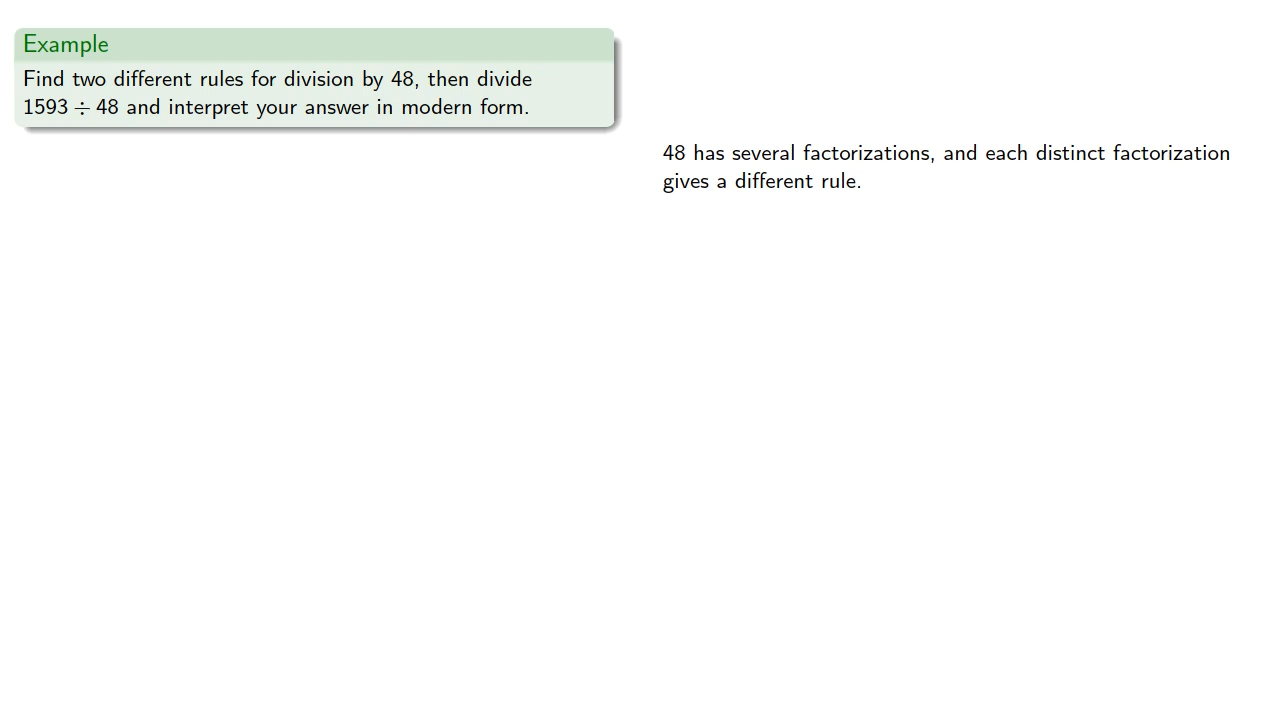 Example
Find two different rules for division by 48, then divide
1593 ÷ 48 and interpret your answer in modern form.
48 has several factorizations, and each distinct factorization
gives a different rule.